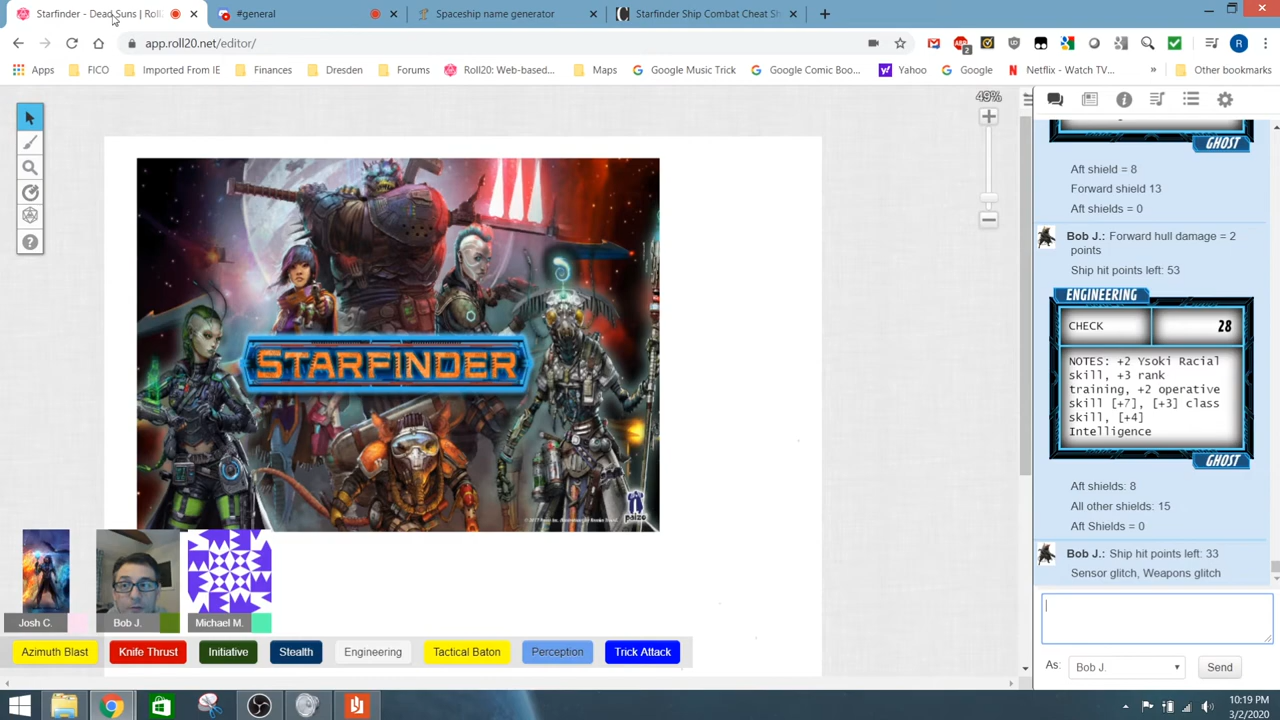 Starfinder - Dead Suns | Roll
#general
Spaceship name generator
Starfinder Ship Combat Cheat Sh
app.roll20.net/editor/
Apps
FICO
Imported From IE
Finances
Dresden
Forums
Roll20: Web-based...
Maps
Google Music Trick
Google Comic Boo...
Yahoo
Google
Netflix - Watch TV...
Other bookmarks
49%
STARFINDER
paizo
GHOST
Aft shield = 8
Forward shield 13
Aft shields = 0
Bob J.: Forward hull damage = 2
points
Ship hit points left: 53
ENGINEERING
CHECK 28
NOTES: +2 Ysoki Racial
skill, +3 rank
training, +2 operative
skill [+7], [+3] class
skill, [+4]
Intelligence
GHOST
Aft shields: 8
All other shields: 15
Aft Shields = 0
Bob J.: Ship hit points left: 33
Sensor glitch, Weapons glitch
As: Bob J. Send
Josh C.
Bob J.
Michael M.
Azimuth Blast
Knife Thrust
Initiative
Stealth
Engineering
Tactical Baton
Perception
Trick Attack
10:19 PM
3/2/2020